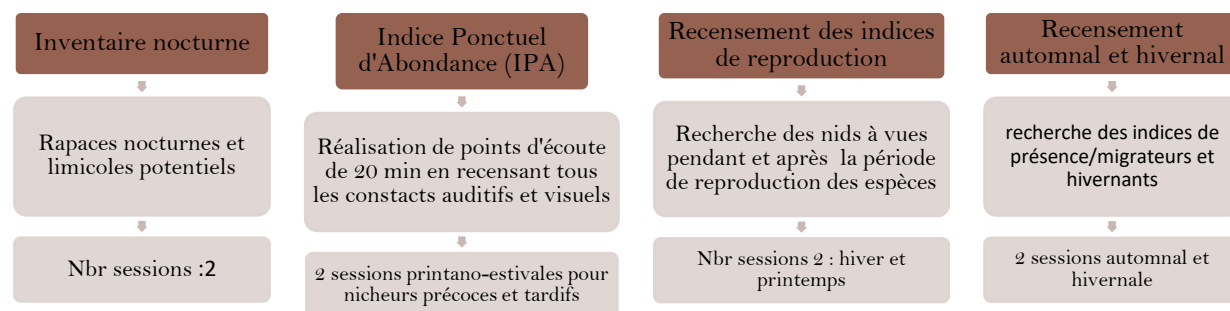 Inventaire nocturne
Rapaces nocturnes et
limicoles potentiels
Nbr sessions :2
Indice Ponctuel
d'Abondance (IPA)
Réalisation de points d'écoute
de 20 min en recensant tous
les constacts auditifs et visuels
2 sessions printano-estivales pour
nicheurs précoces et tardifs
Recensement des indices
de reproduction
Recherche des nids à vues
pendant et après la période
de reproduction des espèces
Nbr sessions 2 : hiver et
printemps
Recensement
automnal et hivernal
recherche des indices de
présence/migrateurs et
hivernants
2 sessions automnal et
hivernale